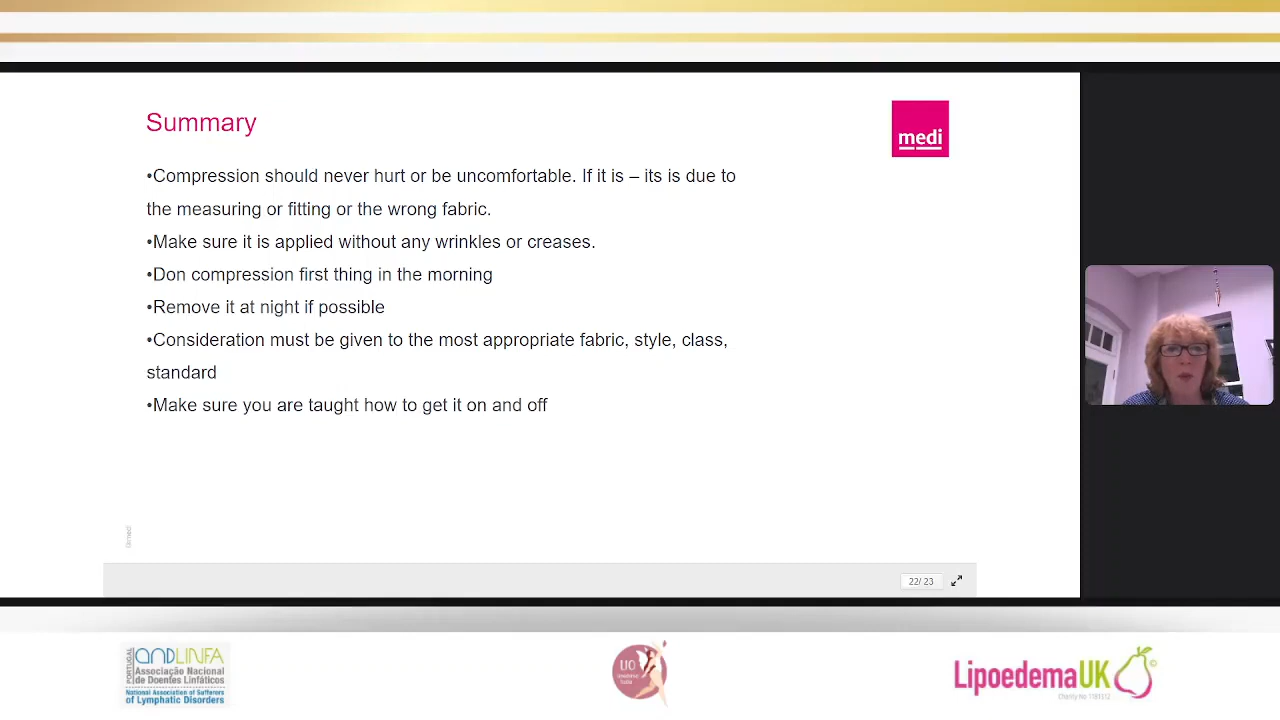 Summary
medi
•Compression should never hurt or be uncomfortable. If it is – its is due to
the measuring or fitting or the wrong fabric.
•Make sure it is applied without any wrinkles or creases.
•Don compression first thing in the morning
•Remove it at night if possible
•Consideration must be given to the most appropriate fabric, style, class,
standard
•Make sure you are taught how to get it on and off
22/ 23
PORTUGAL
ANDLINFA
Associação Nacional
de Doentes Linfáticos
National Association of Sufferers
of Lymphatic Disorders
LIO
LipoedemaUK